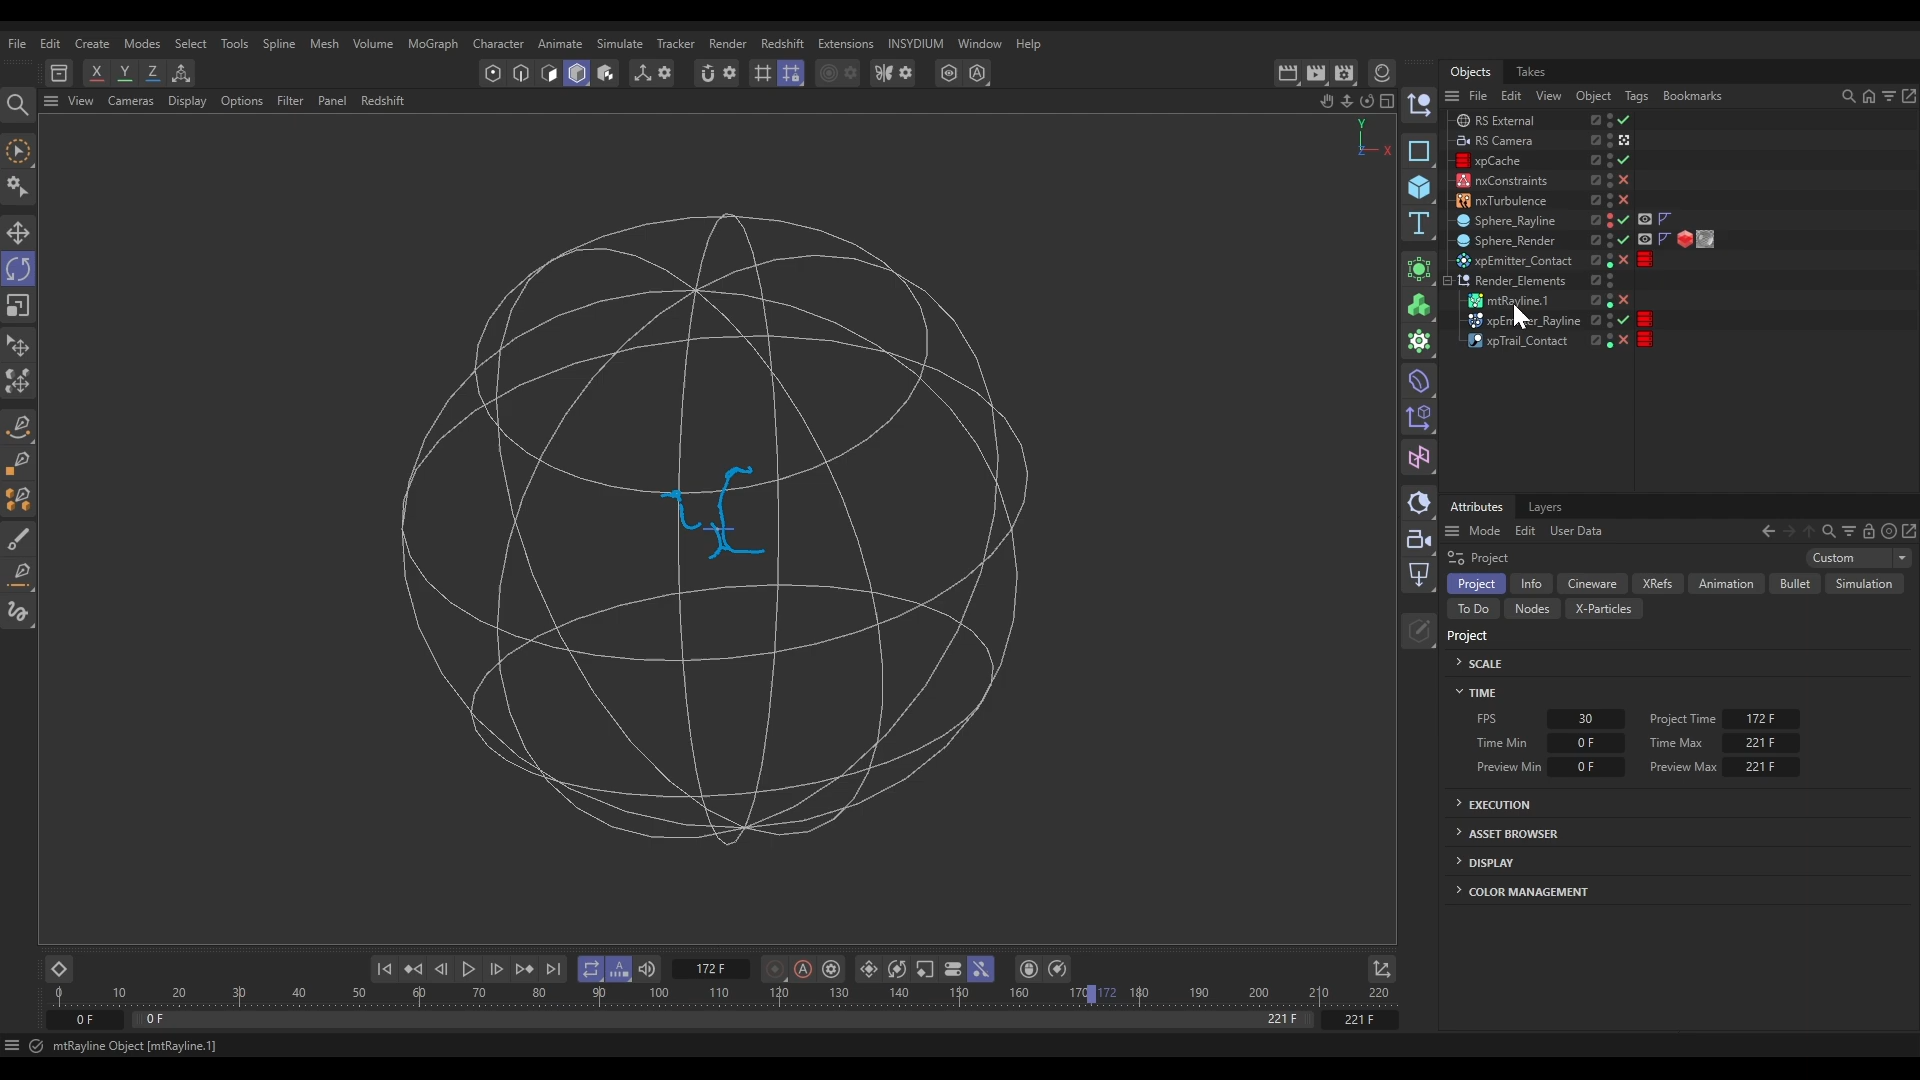 File Edit Create Modes Select Tools Spline Mesh Volume MoGraph Character Animate Simulate Tracker Render Redshift Extensions INSYDIUM Window Help
X Y Z
View Cameras Display Options Filter Panel Redshift
Y
Z X
Objects Takes
File Edit View Object Tags Bookmarks
RS External
RS Camera
xpCache
nxConstraints
nxTurbulence
Sphere_Rayline
Sphere_Render
xpEmitter_Contact
Render_Elements
mtRayline.1
xpTrail_Contact
Attributes Layers
Mode Edit User Data
Project Custom
Project Info Cineware XRefs Animation Bullet Simulation
To Do Nodes X-Particles
Project
SCALE
TIME
FPS 30 Project Time 172 F
Time Min 0 F Time Max 221 F
Preview Min 0 F Preview Max 221 F
EXECUTION
ASSET BROWSER
DISPLAY
COLOR MANAGEMENT
172 F
0 10 20 30 40 50 60 70 80 90 100 110 120 130 140 150 160 170 172 180 190 200 210 220
0 F 0 F 221 F 221 F
mtRayline Object [mtRayline.1]